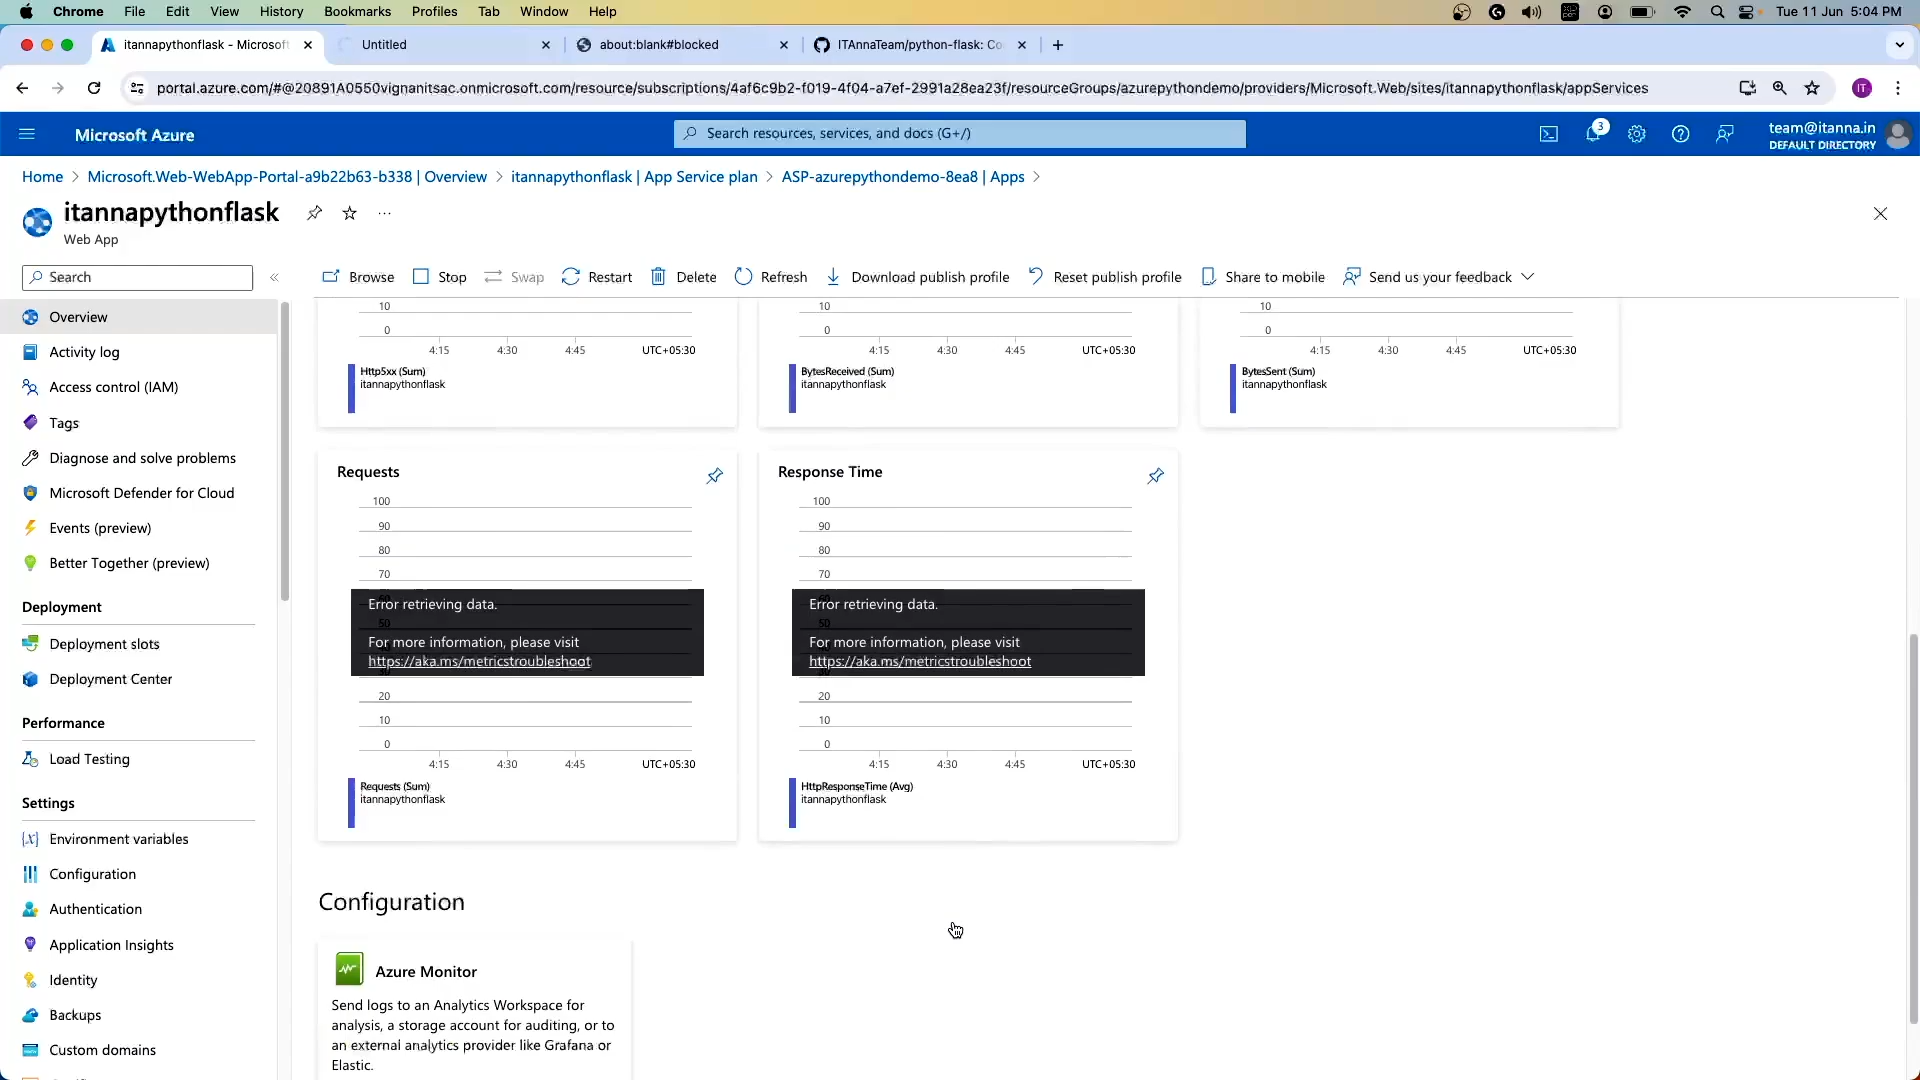 Chrome File Edit View History Bookmarks Profiles Tab Window Help Tue 11 Jun 5:04 PM
itannapythonflask - Microsoft Untitled about:blank#blocked ITAnnaTeam/python-flask: Co
portal.azure.com/#@20891A0550vignanitsac.onmicrosoft.com/resource/subscriptions/4af6c9b2-f019-4f04-a7ef-2991a28ea23f/resourceGroups/azurepythondemo/providers/Microsoft.Web/sites/itannapythonflask/appServices IT
Microsoft Azure Search resources, services, and docs (G+/) 3 team@itanna.in
DEFAULT DIRECTORY
Home > Microsoft.Web-WebApp-Portal-a9b22b63-b338 | Overview > itannapythonflask | App Service plan > ASP-azurepythondemo-8ea8 | Apps >
itannapythonflask ...
Web App
Search «
Browse Stop Swap Restart Delete Refresh Download publish profile Reset publish profile Share to mobile Send us your feedback
Overview
Activity log
Access control (IAM)
Tags
Diagnose and solve problems
Microsoft Defender for Cloud
Events (preview)
Better Together (preview)
Deployment
Deployment slots
Deployment Center
Performance
Load Testing
Settings
Environment variables
Configuration
Authentication
Application Insights
Identity
Backups
Custom domains
10
0
4:15 4:30 4:45 UTC+05:30
Http5xx (Sum)
itannapythonflask
10
0
4:15 4:30 4:45 UTC+05:30
BytesReceived (Sum)
itannapythonflask
10
0
4:15 4:30 4:45 UTC+05:30
BytesSent (Sum)
itannapythonflask
Requests
100
90
80
70
60
Error retrieving data.
50
For more information, please visit
https://aka.ms/metricstroubleshoot
30
20
10
0
4:15 4:30 4:45 UTC+05:30
Requests (Sum)
itannapythonflask
Response Time
100
90
80
70
60
Error retrieving data.
50
For more information, please visit
https://aka.ms/metricstroubleshoot
30
20
10
0
4:15 4:30 4:45 UTC+05:30
HttpResponseTime (Avg)
itannapythonflask
Configuration
Azure Monitor
Send logs to an Analytics Workspace for
analysis, a storage account for auditing, or to
an external analytics provider like Grafana or
Elastic.